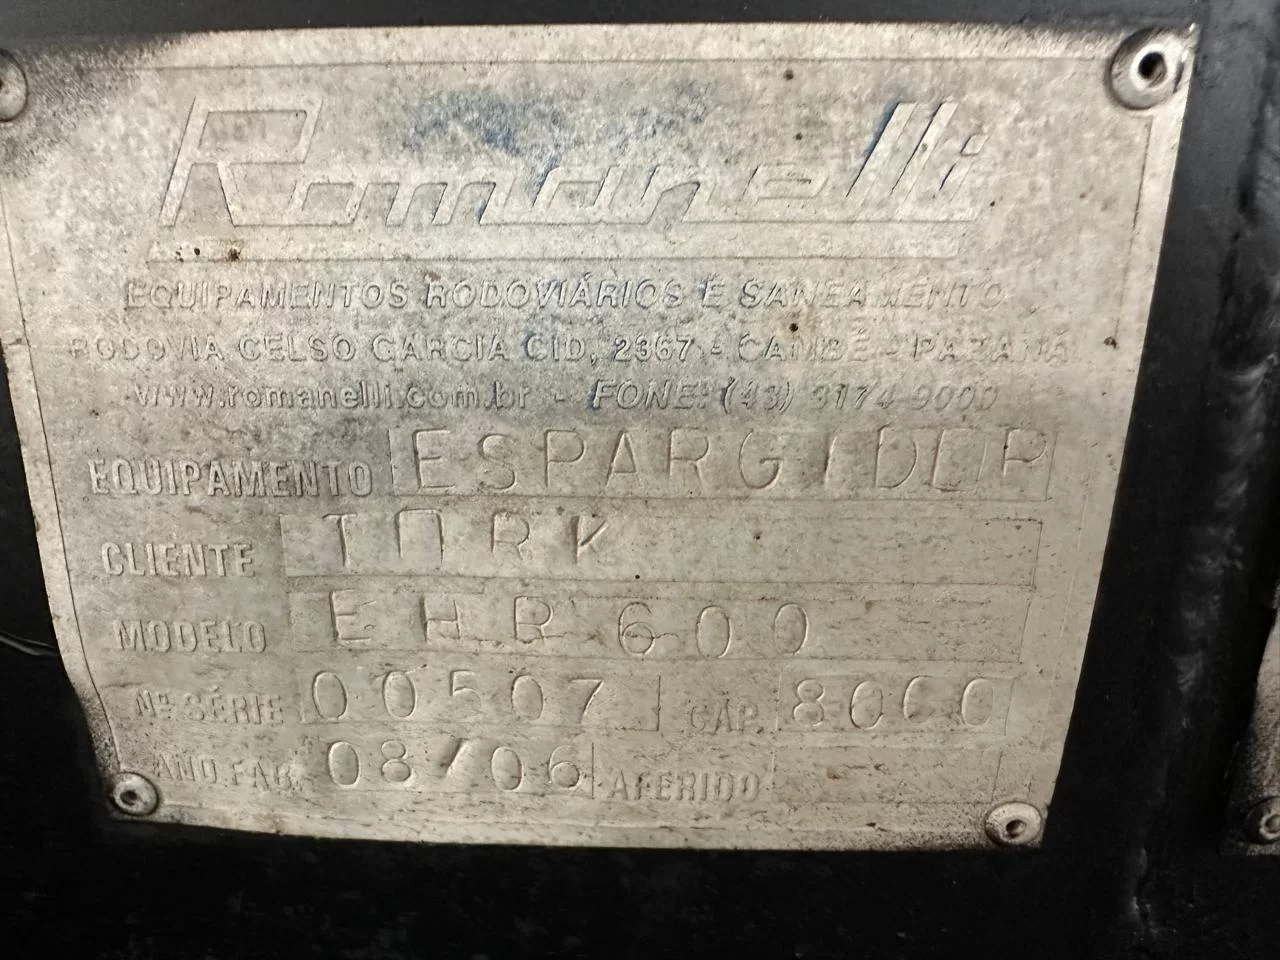 Romanelli
EQUIPAMENTOS RODOVIÁRIOS E SANEAMENTO
RODOVIA CELSO GARCIA CID, 2367 - CAMBÉ - PARANÁ
www.romanelli.com.br - FONE: (43) 3174-9000
EQUIPAMENTO ESPARGIDOR
CLIENTE TORK
MODELO EHR 600
Nº SÉRIE 00507 CAP. 8000
ANO.FAB. 08/06 AFERIDO